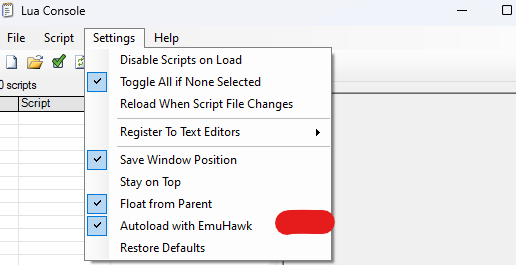 Lua Console
File Script Settings Help
0 scripts
Script
Disable Scripts on Load
Toggle All if None Selected
Reload When Script File Changes
Register To Text Editors
Save Window Position
Stay on Top
Float from Parent
Autoload with EmuHawk
Restore Defaults